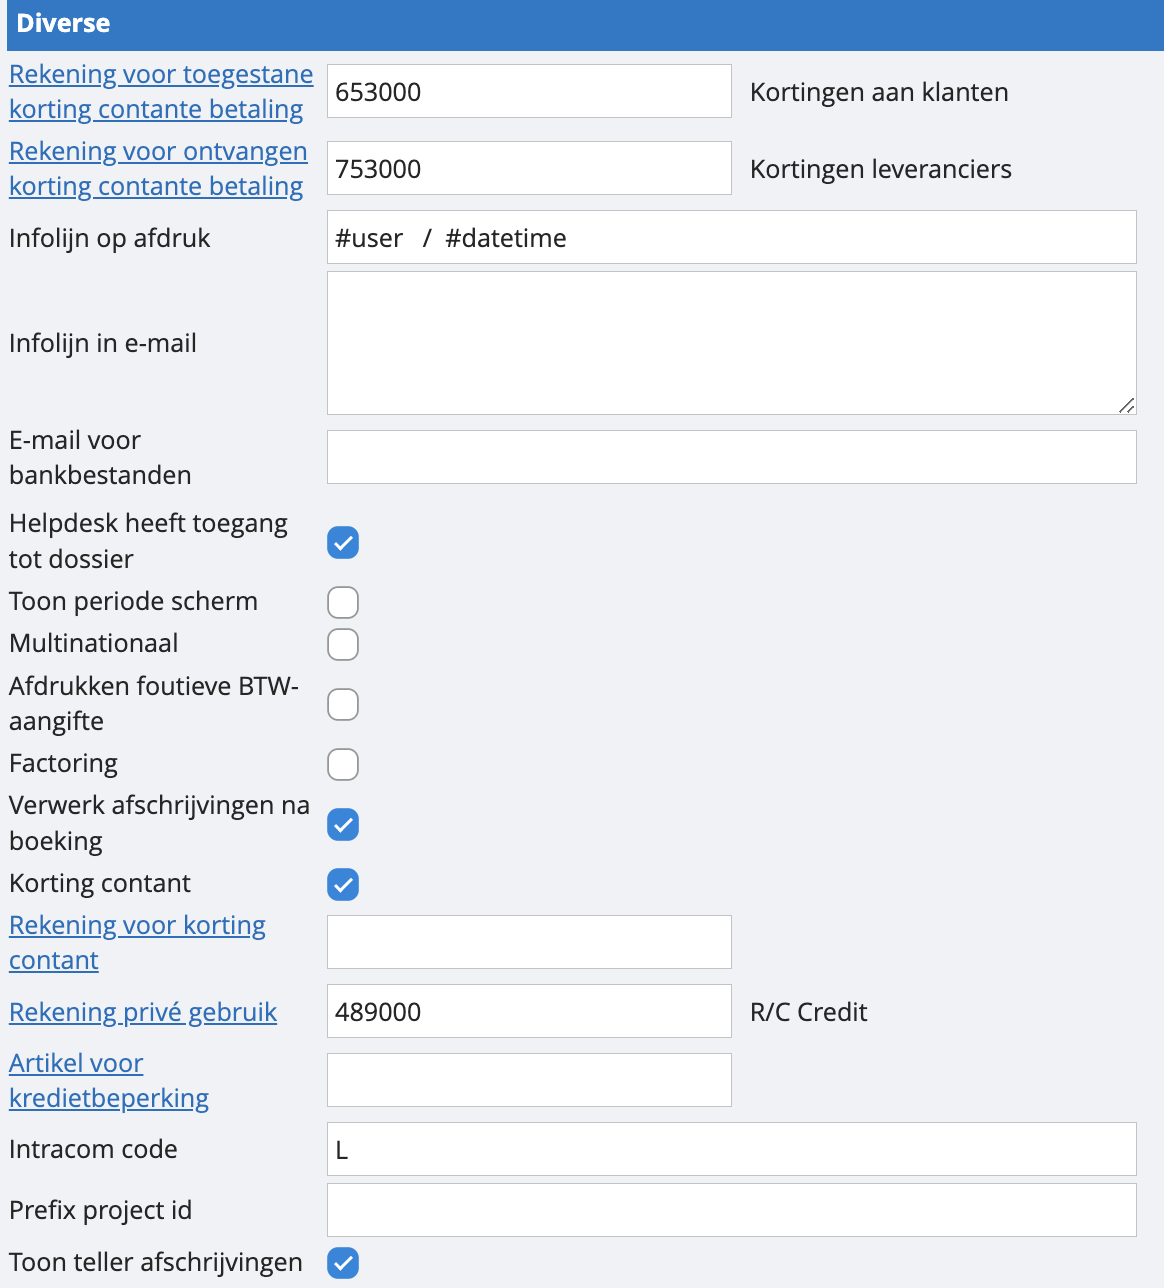 Diverse
Rekening voor toegestane
korting contante betaling
653000
Kortingen aan klanten
Rekening voor ontvangen
korting contante betaling
753000
Kortingen leveranciers
Infolijn op afdruk
#user / #datetime
Infolijn in e-mail
E-mail voor
bankbestanden
Helpdesk heeft toegang
tot dossier
Toon periode scherm
Multinationaal
Afdrukken foutieve BTW-
aangifte
Factoring
Verwerk afschrijvingen na
boeking
Korting contant
Rekening voor korting
contant
Rekening privé gebruik
489000
R/C Credit
Artikel voor
kredietbeperking
Intracom code
L
Prefix project id
Toon teller afschrijvingen